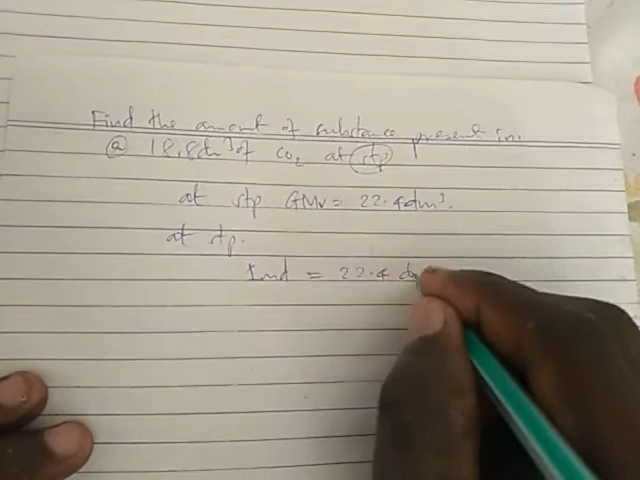 Find the amount of substance present in.
(a) 18.8dm³ of CO₂ at stp
at stp GMV = 22.4dm³.
at stp.
1mol = 22.4 dm